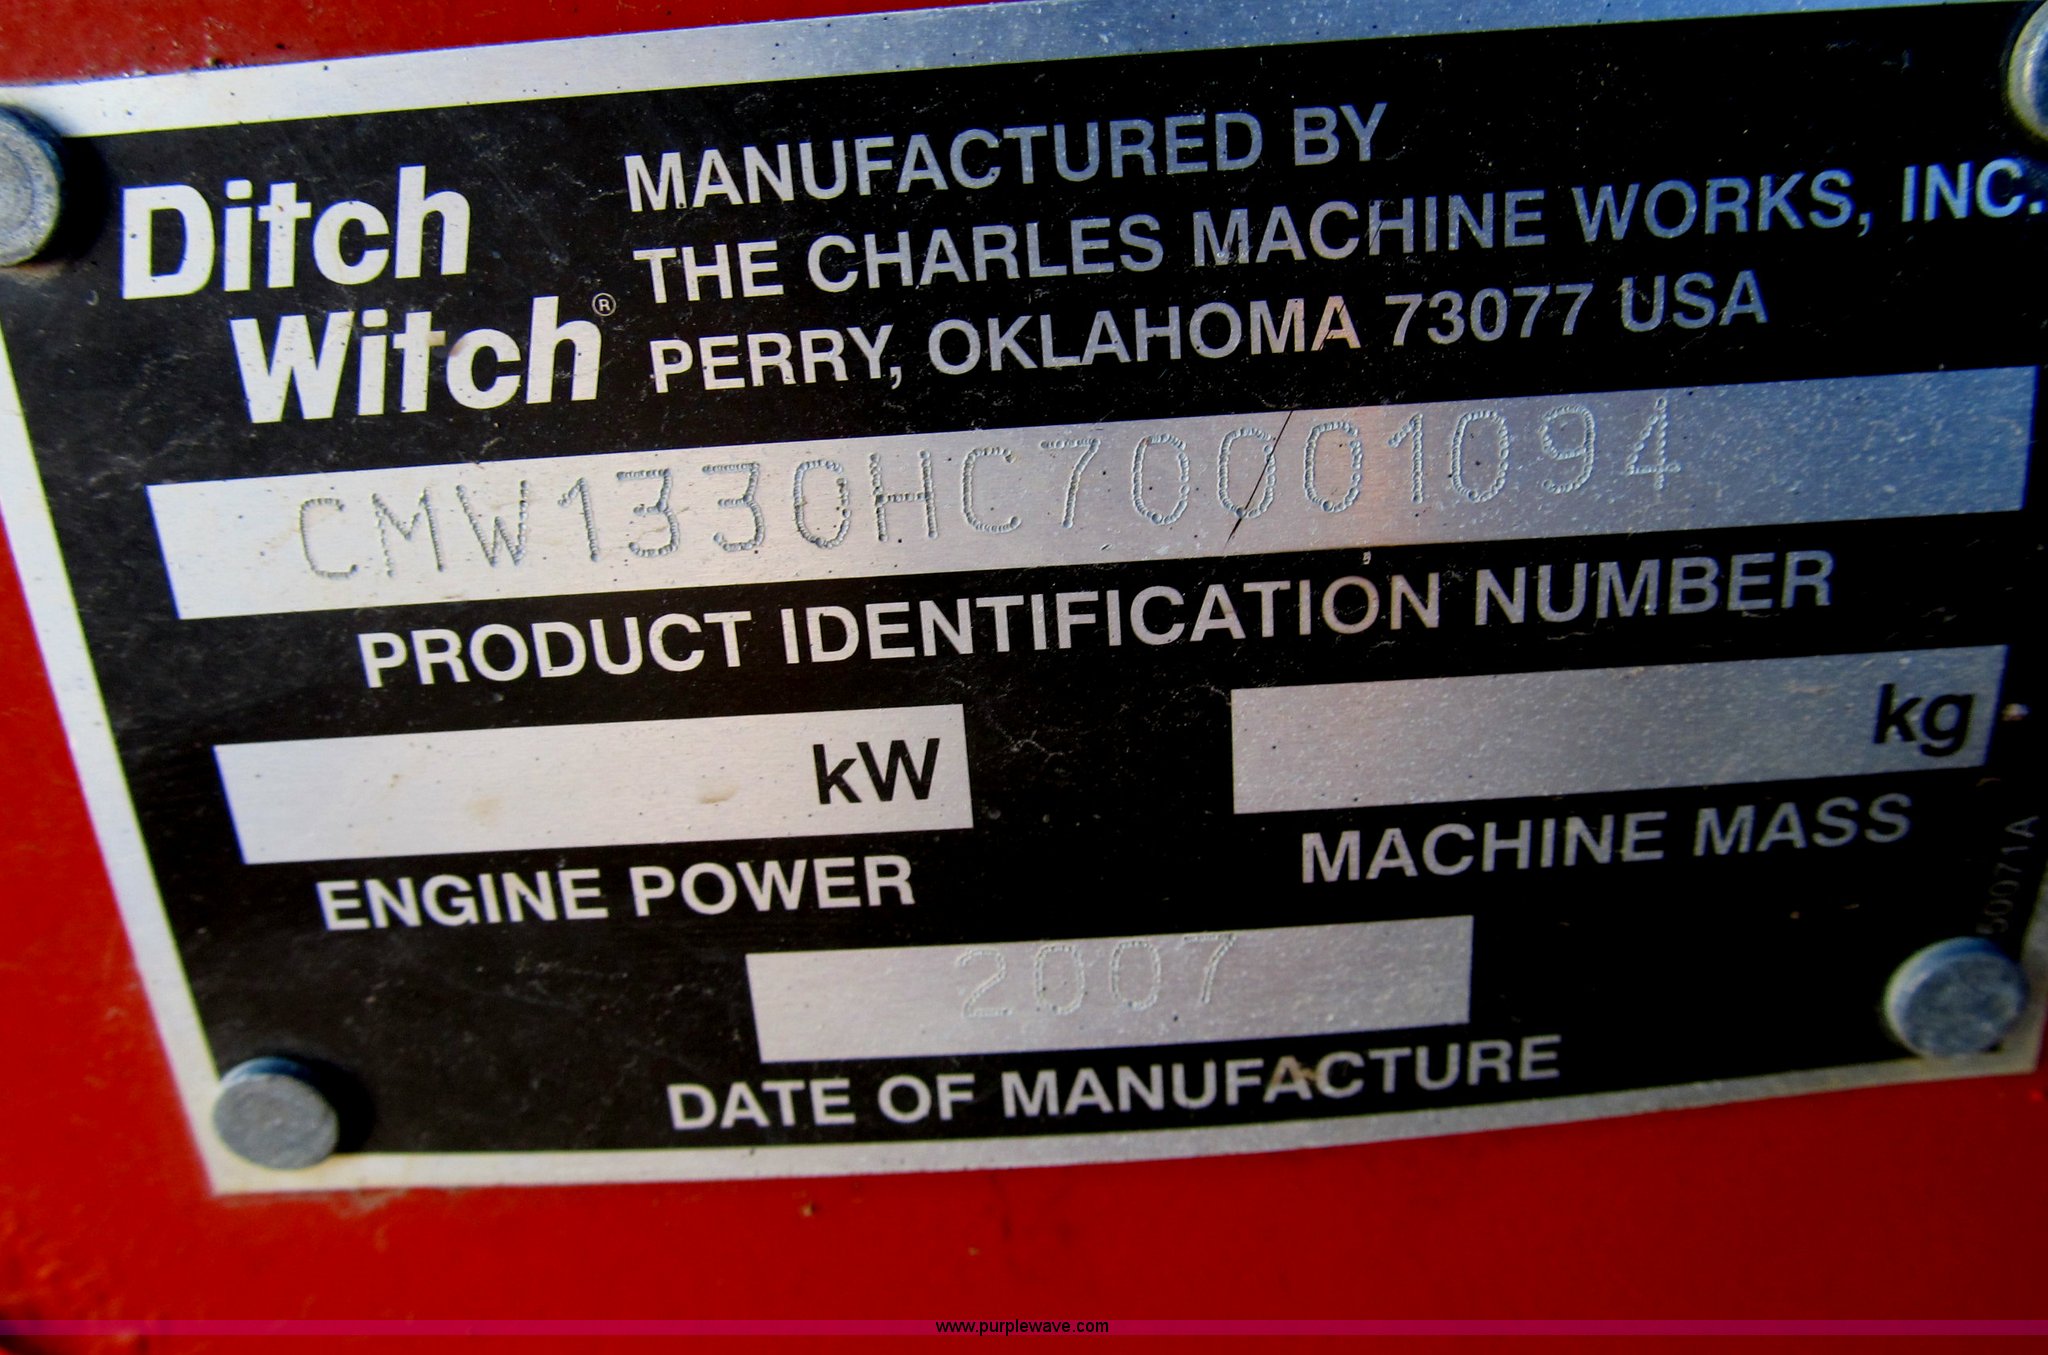 Ditch
Witch®
MANUFACTURED BY
THE CHARLES MACHINE WORKS, INC.
PERRY, OKLAHOMA 73077 USA
CMW1330HC70001094
PRODUCT IDENTIFICATION NUMBER
kW
ENGINE POWER
kg
MACHINE MASS
2007
DATE OF MANUFACTURE
50071A
www.purplewave.com